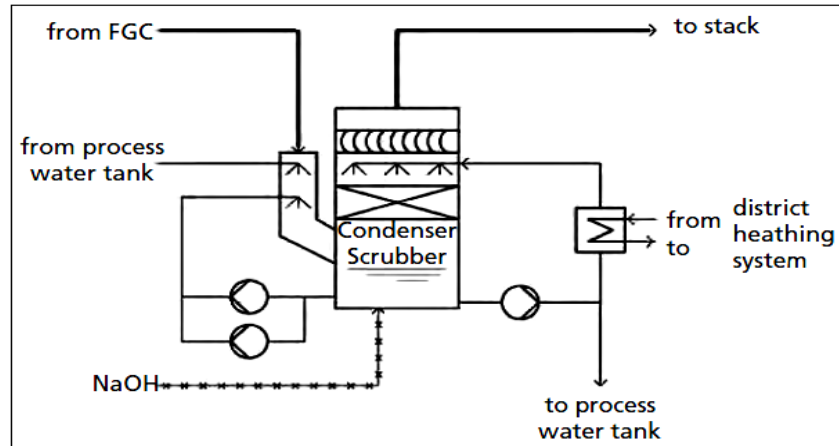 from FGC
to stack
from process
water tank
Condenser
Scrubber
from
to
district
heathing
system
NaOH
to process
water tank